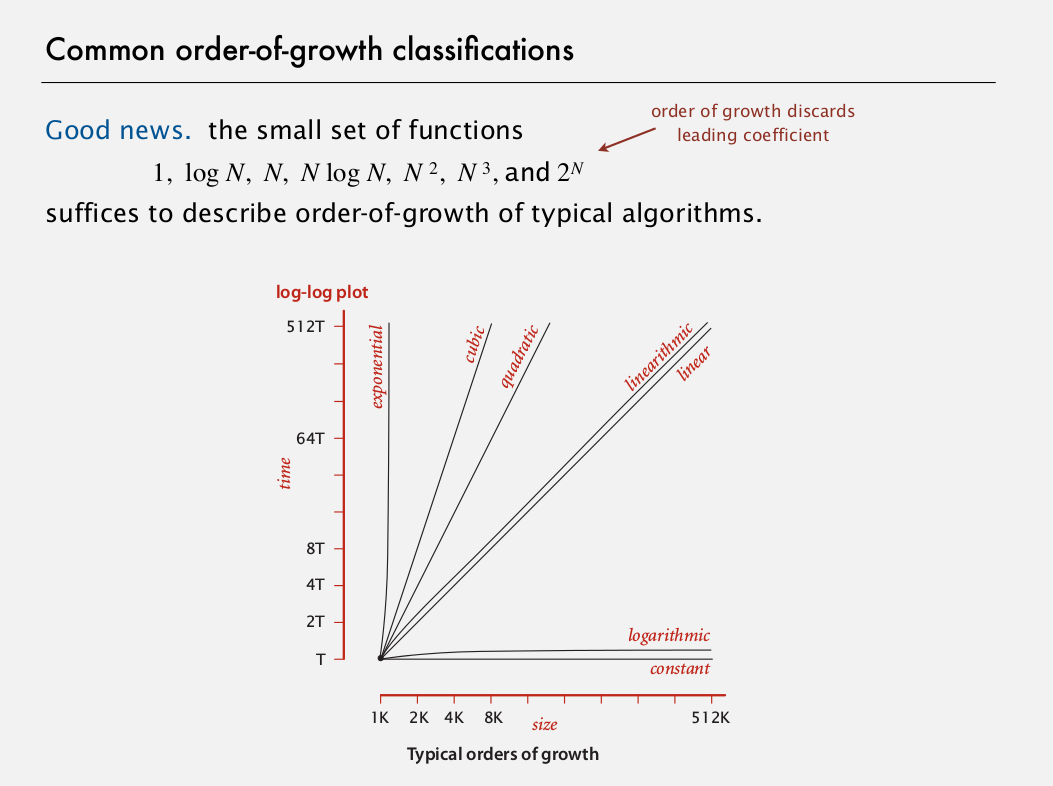 Common order-of-growth classifications
order of growth discards
leading coefficient
Good news. the small set of functions
1, log N, N, N log N, N 2, N 3, and 2N
suffices to describe order-of-growth of typical algorithms.
log-log plot
512T
64T
8T
4T
2T
T
time
exponential
cubic
quadratic
linearithmic
linear
logarithmic
constant
1K 2K 4K 8K 512K
size
Typical orders of growth